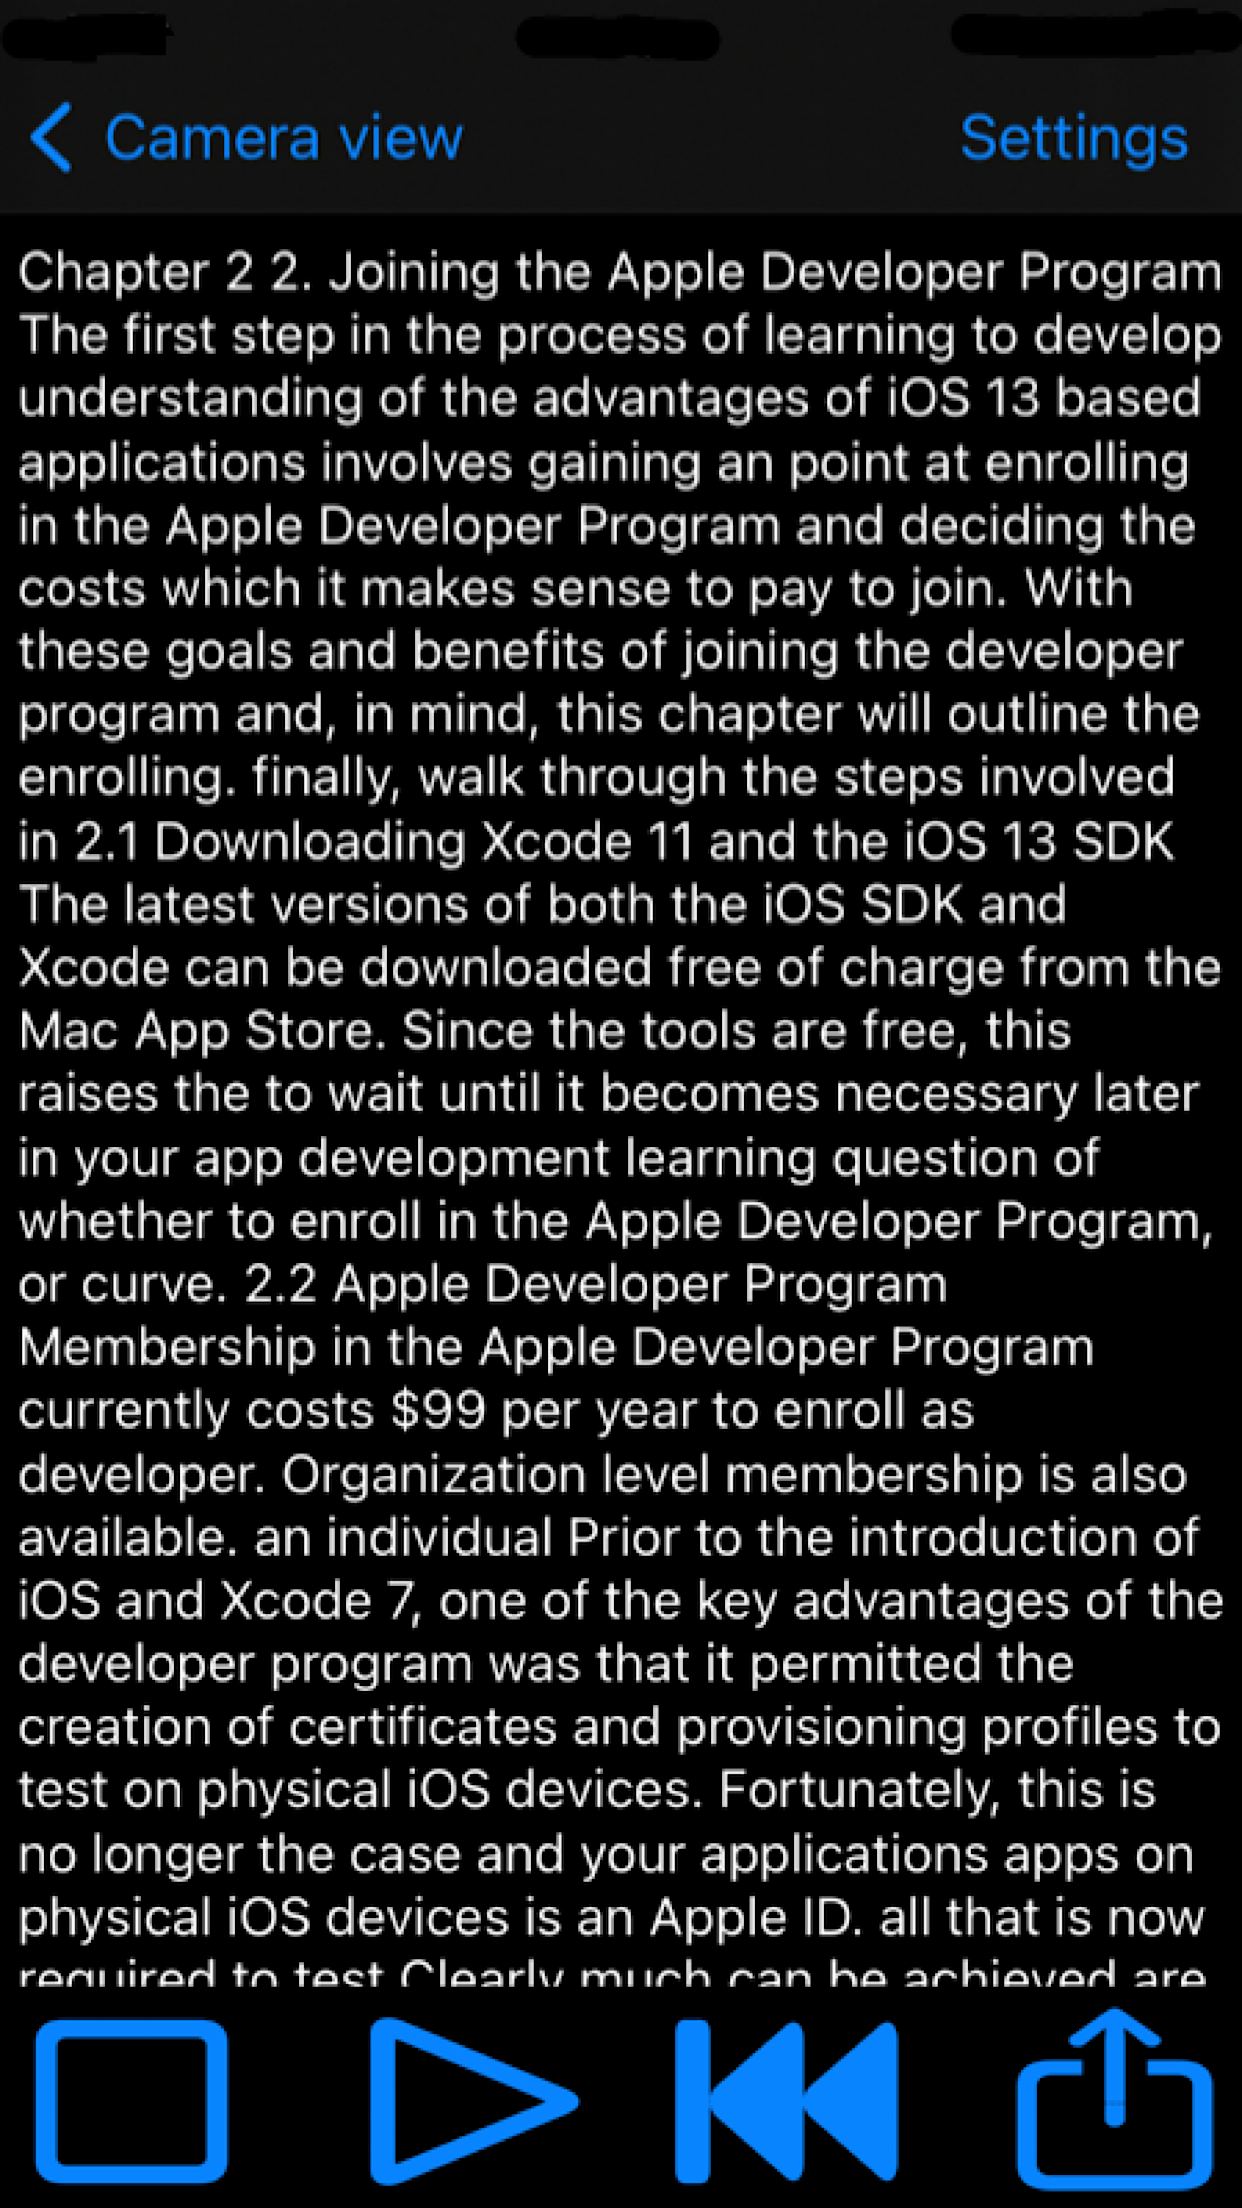 Camera view
Settings
Chapter 2 2. Joining the Apple Developer Program
The first step in the process of learning to develop
understanding of the advantages of iOS 13 based
applications involves gaining an point at enrolling
in the Apple Developer Program and deciding the
costs which it makes sense to pay to join. With
these goals and benefits of joining the developer
program and, in mind, this chapter will outline the
enrolling. finally, walk through the steps involved
in 2.1 Downloading Xcode 11 and the iOS 13 SDK
The latest versions of both the iOS SDK and
Xcode can be downloaded free of charge from the
Mac App Store. Since the tools are free, this
raises the to wait until it becomes necessary later
in your app development learning question of
whether to enroll in the Apple Developer Program,
or curve. 2.2 Apple Developer Program
Membership in the Apple Developer Program
currently costs $99 per year to enroll as
developer. Organization level membership is also
available. an individual Prior to the introduction of
iOS and Xcode 7, one of the key advantages of the
developer program was that it permitted the
creation of certificates and provisioning profiles to
test on physical iOS devices. Fortunately, this is
no longer the case and your applications apps on
physical iOS devices is an Apple ID. all that is now
required to test Clearly much can be achieved are